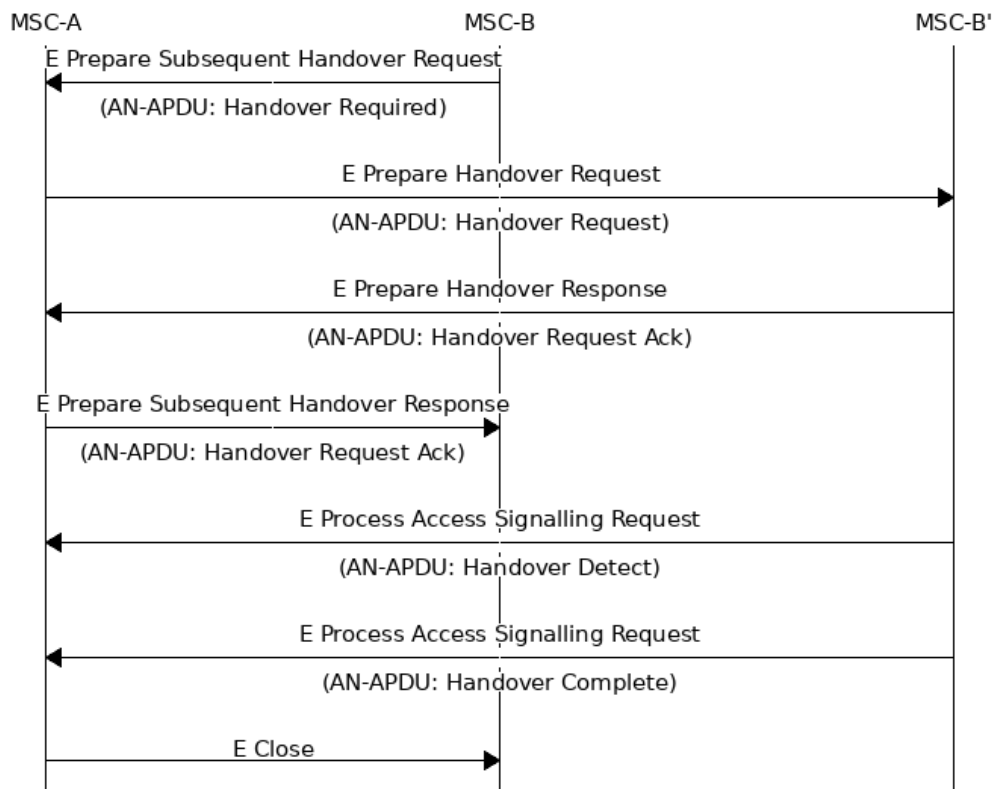 MSC-A MSC-B MSC-B'
E Prepare Subsequent Handover Request
(AN-APDU: Handover Required)
E Prepare Handover Request
(AN-APDU: Handover Request)
E Prepare Handover Response
(AN-APDU: Handover Request Ack)
E Prepare Subsequent Handover Response
(AN-APDU: Handover Request Ack)
E Process Access Signalling Request
(AN-APDU: Handover Detect)
E Process Access Signalling Request
(AN-APDU: Handover Complete)
E Close